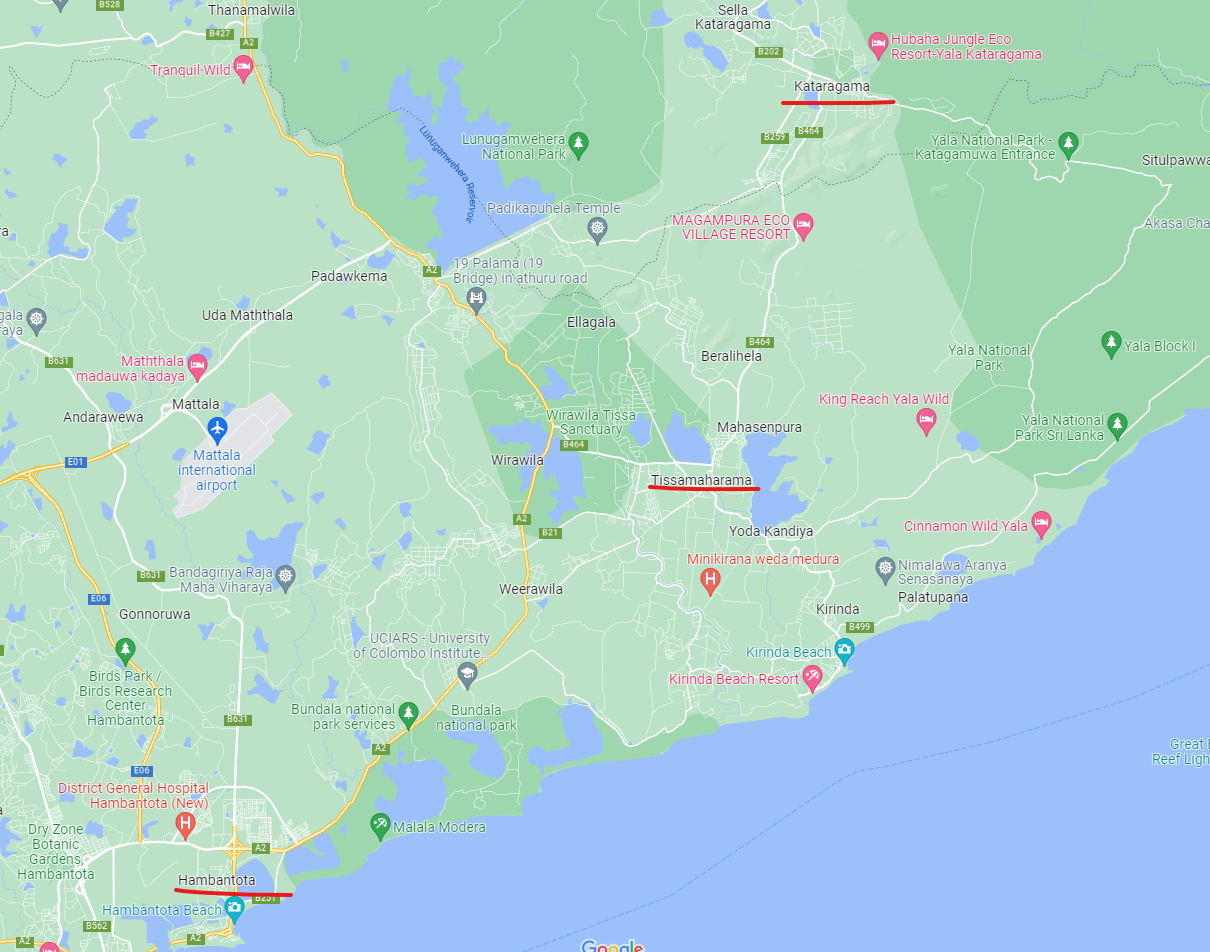 B528
Thanamalwila
Sella
Kataragama
B427
A2
B202
Hubaha Jungle Eco
Resort-Yala Kataragama
Tranquil Wild
Kataragama
Lunugamwehera Reservoir
Lunugamwehera
National Park
B259
B464
Yala National Park -
Katagamuwa Entrance
Situlpawwa
Padikapuhela Temple
MAGAMPURA ECO
VILLAGE RESORT
Akasa Cha
ra
Padawkema
A2
19 Palama (19
Bridge) in athuru road
gala
raya
Uda Maththala
Ellagala
B464
Beralihela
Yala National
Park
Yala Block I
B631
Maththala
madauwa kadaya
Andarawewa
Mattala
King Reach Yala Wild
Wirawila Tissa
Sanctuary
Mahasenpura
Yala National
Park Sri Lanka
B464
E01
Mattala
international
airport
Wirawila
Tissamaharama
A2
B21
Yoda Kandiya
Cinnamon Wild Yala
B631
Bandagiriya Raja
Maha Viharaya
Minikirana weda medura
Nimalawa Aranya
Senasanaya
Palatupana
E06
Gonnoruwa
Weerawila
Kirinda
B499
UCIARS - University
of Colombo Institute...
Kirinda Beach
Birds Park /
Birds Research
Center
Hambantota
Kirinda Beach Resort
B631
Bundala national
park services
Bundala
national park
A2
E06
Great B
Reef Ligh
District General Hospital
Hambantota (New)
Dry Zone
Botanic
Gardens,
Hambantota
Malala Modera
A2
Hambantota
B251
Hambantota Beach
B562
A2
A2
Google